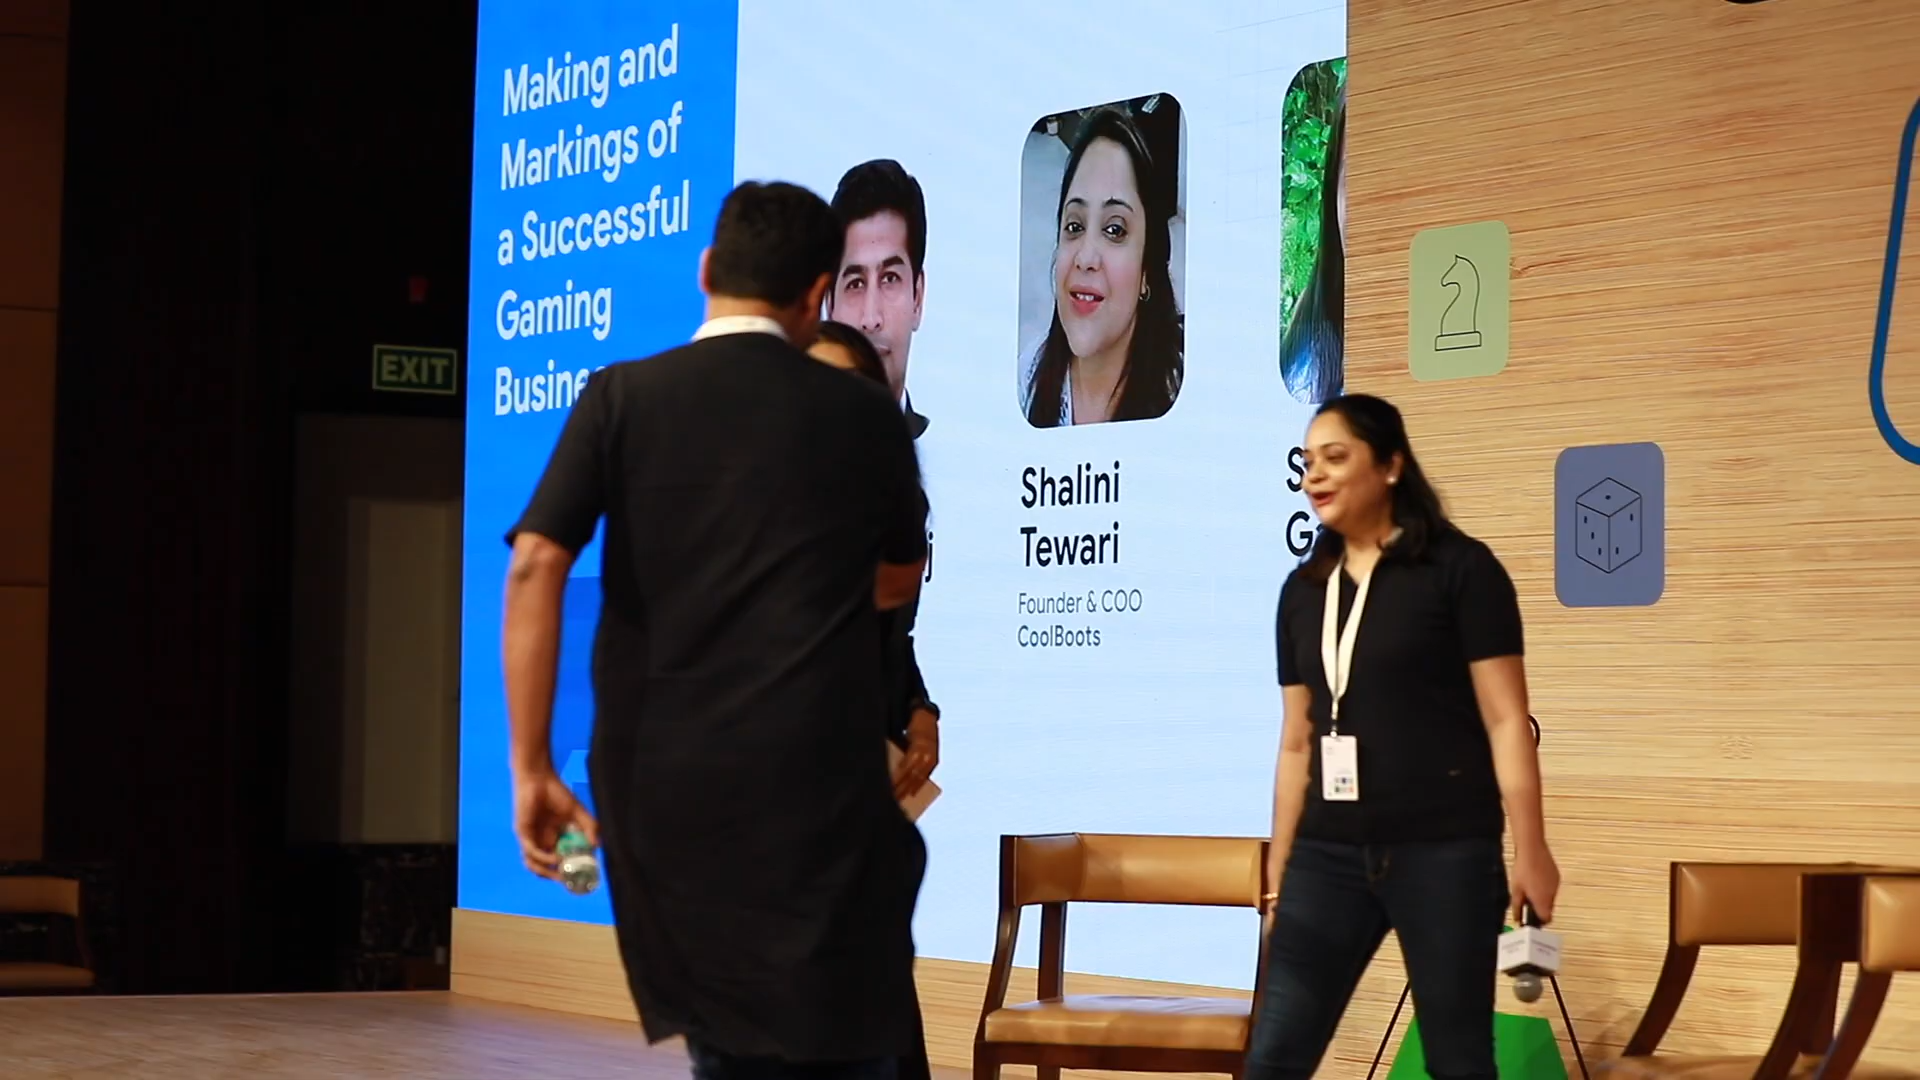 Making and
Markings of
a Successful
Gaming
EXIT
Shalini
Tewari
Founder & COO
CoolBoots